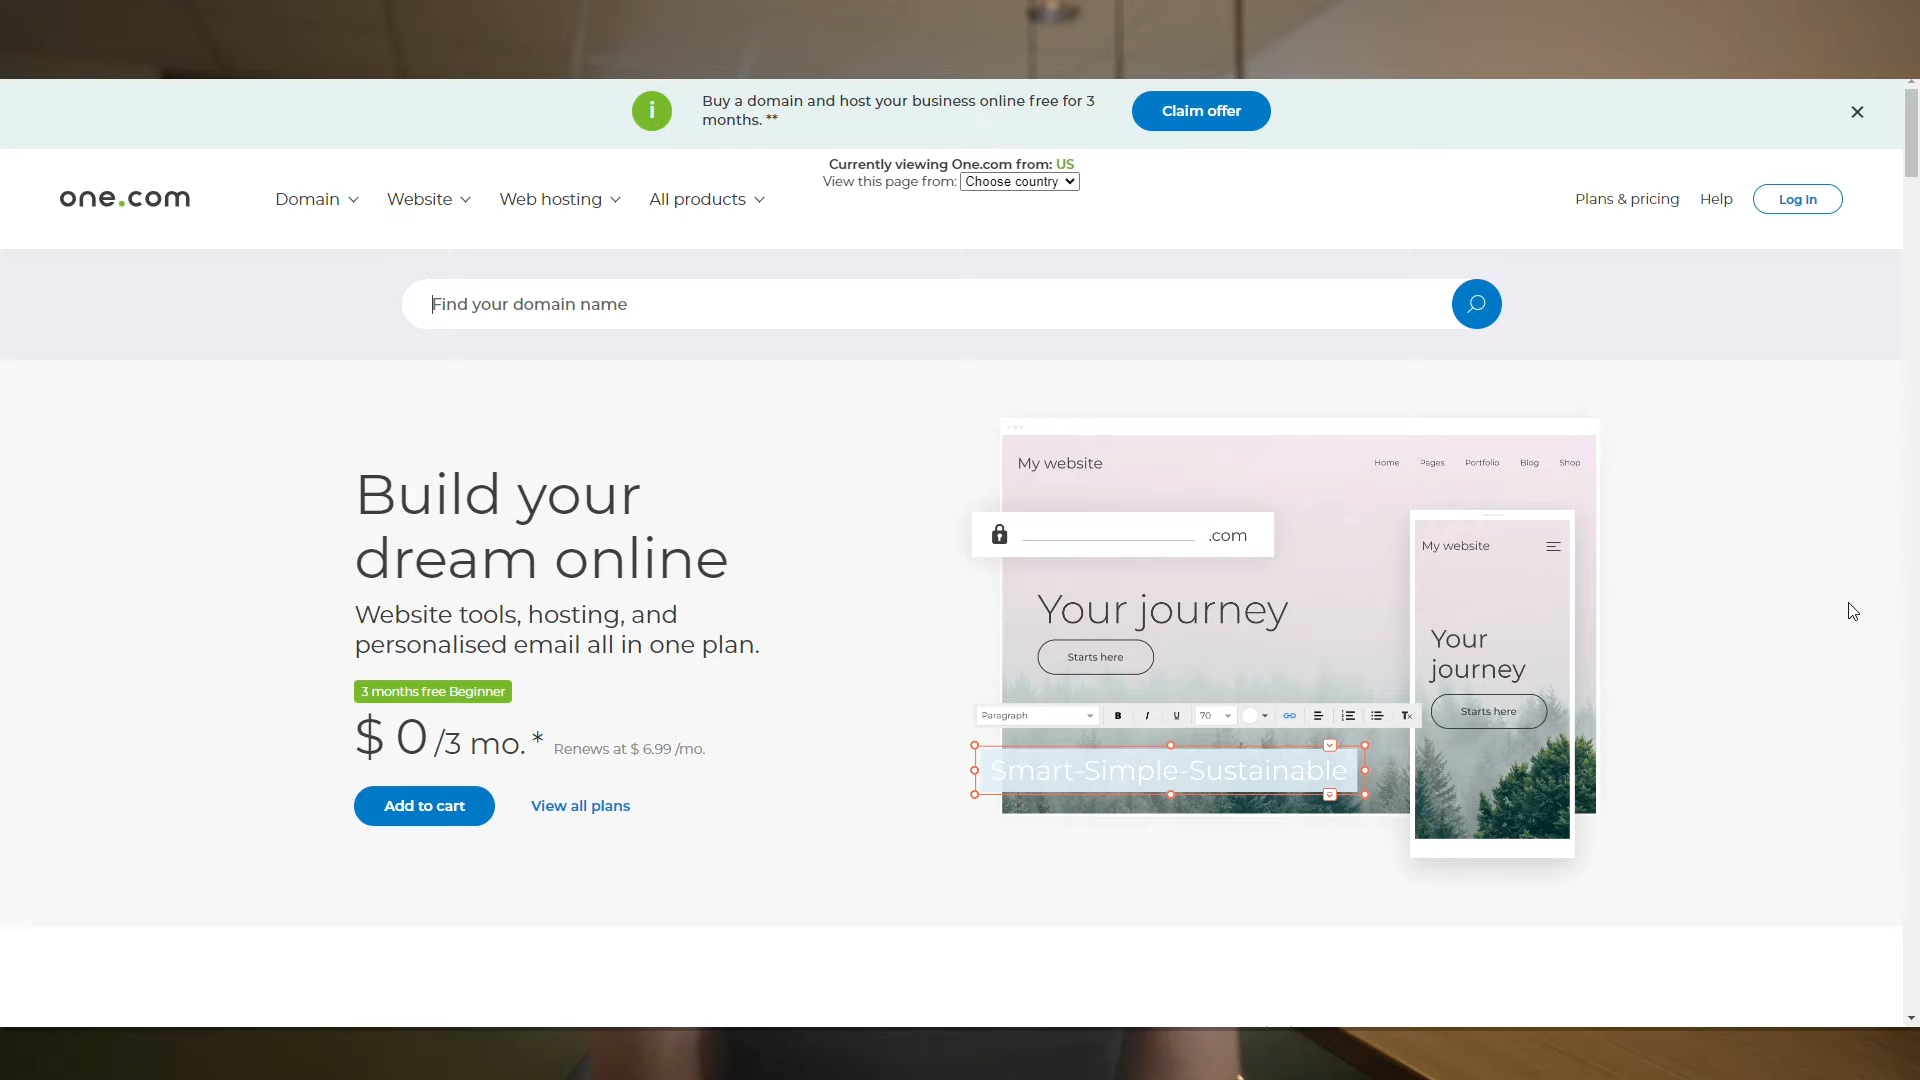 i
Buy a domain and host your business online free for 3
months. **
Claim offer
Currently viewing One.com from: US
View this page from: Choose country
one.com
Domain
Website
Web hosting
All products
Plans & pricing
Help
Log in
Find your domain name
Build your
dream online
Website tools, hosting, and
personalised email all in one plan.
3 months free Beginner
$ 0 /3 mo. * Renews at $ 6.99 /mo.
Add to cart
View all plans
My website
Home Pages Portfolio Blog Shop
.com
Your journey
Starts here
Paragraph B I U 70 Tx
Smart-Simple-Sustainable
My website
Your
journey
Starts here